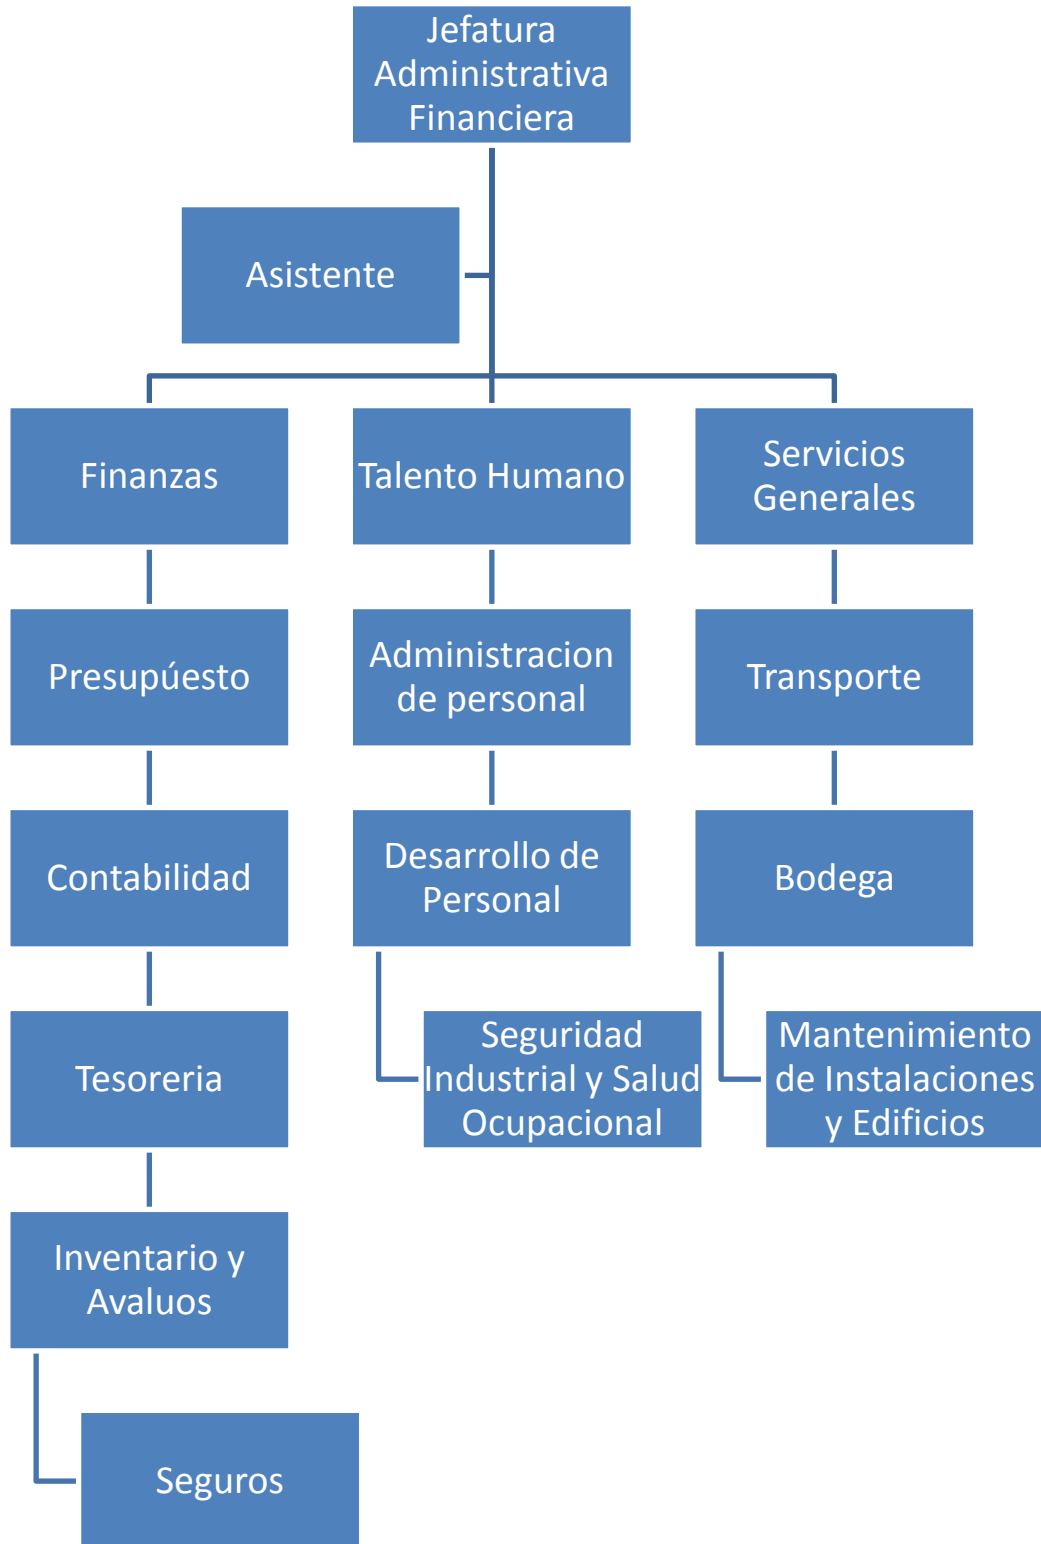 Jefatura
Administrativa
Financiera
Asistente
Finanzas
Talento Humano
Servicios
Generales
Presupúesto
Administracion
de personal
Transporte
Contabilidad
Desarrollo de
Personal
Bodega
Tesoreria
Seguridad
Industrial y Salud
Ocupacional
Mantenimiento
de Instalaciones
y Edificios
Inventario y
Avaluos
Seguros